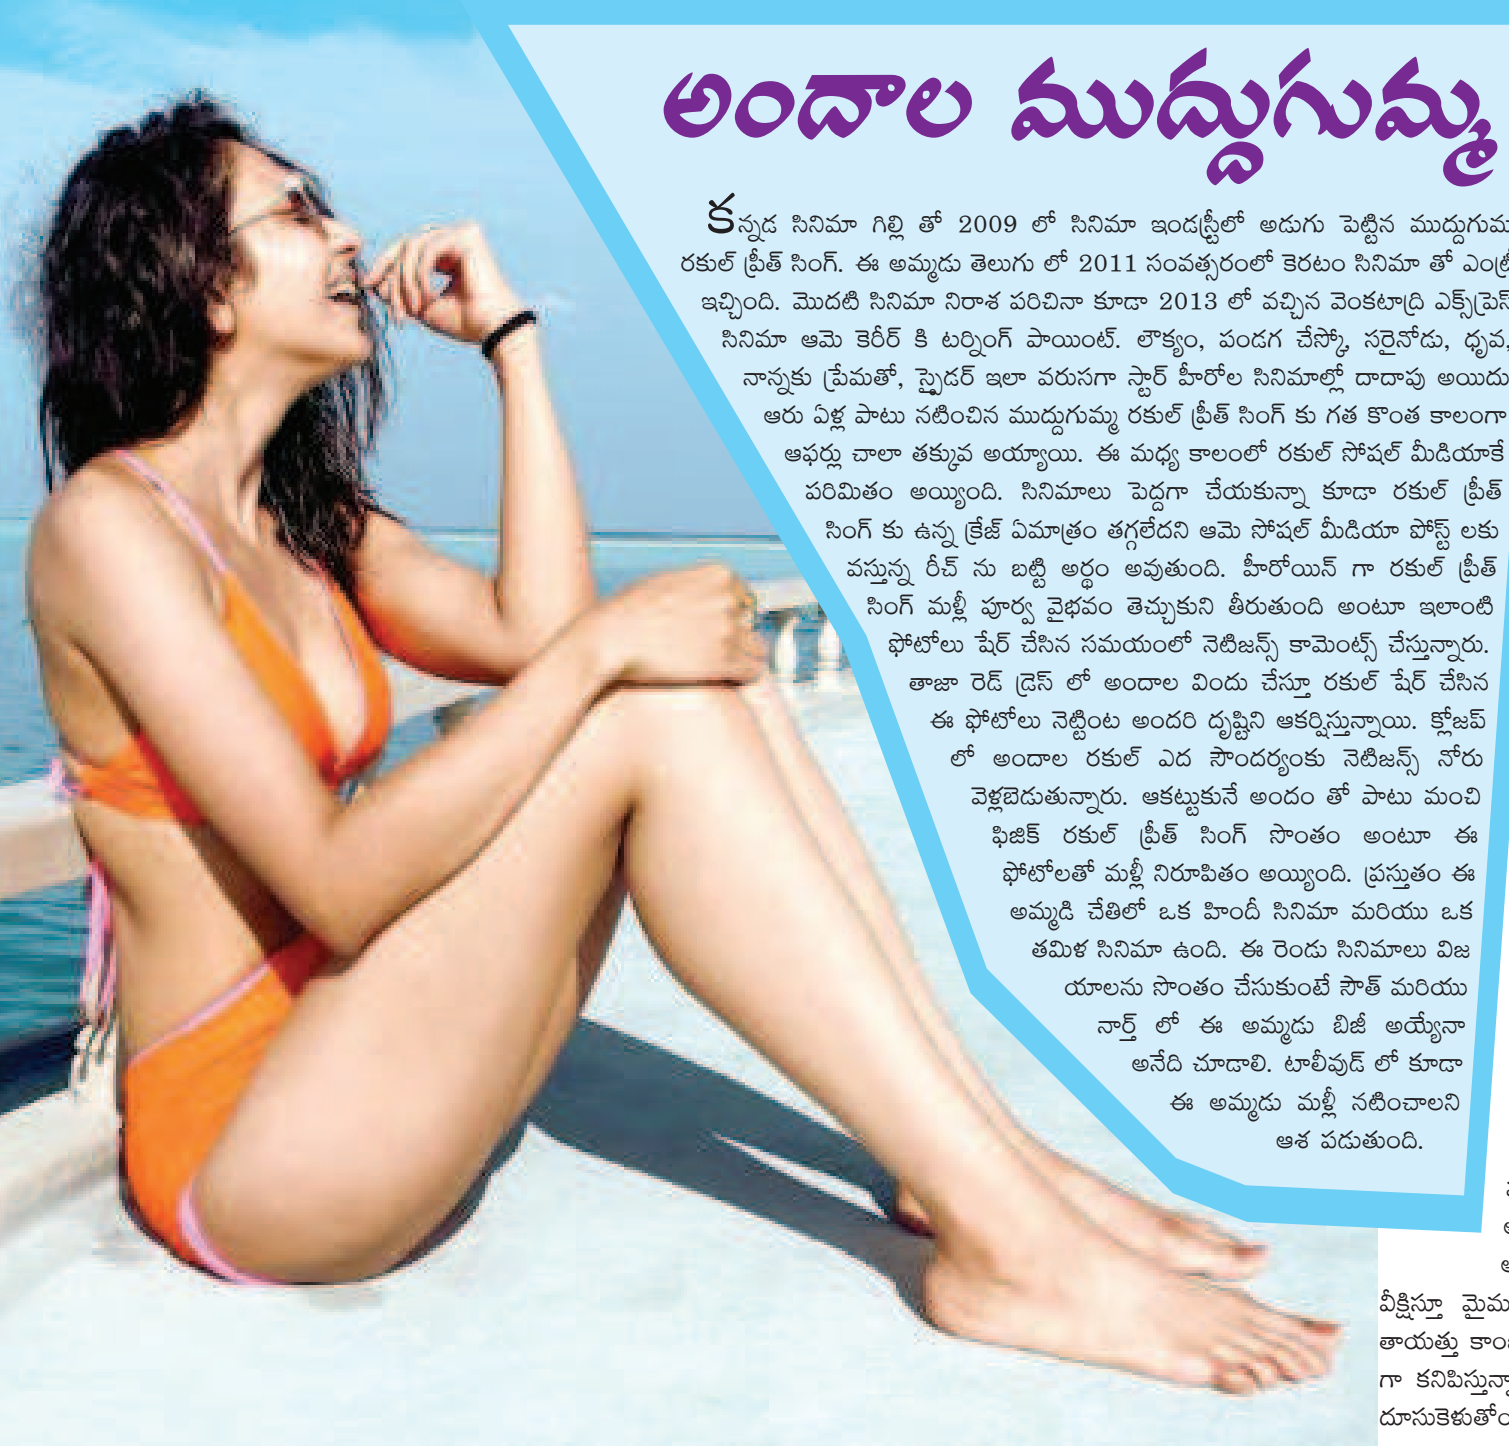 అందాల ముద్దుగుమ్మ
కన్నడ సినిమా గిల్లి తో 2009 లో సినిమా ఇండస్ట్రీలో అడుగు పెట్టిన
రకుల్ ప్రీత్ సింగ్. ఈ అమ్మడు తెలుగు లో 2011 సంవత్సరంలో కెరటం సినిమా తో ఎంట్రీ
ఇచ్చింది. మొదటి సినిమా నిరాశ పరిచినా కూడా 2013 లో వచ్చిన వెంకటాద్రి ఎక్స్‌ప్రెస్
సినిమా ఆమె కెరీర్ కి టర్నింగ్ పాయింట్. లౌక్యం, పండగ చేస్కో, సరైనోడు, ధృవ,
నాన్నకు ప్రేమతో, స్పైడర్ ఇలా వరుసగా స్టార్ హీరోల సినిమాల్లో దాదాపు అయిదు
ఆరు ఏళ్ల పాటు నటించిన ముద్దుగుమ్మ రకుల్ ప్రీత్ సింగ్ కు గత కొంత కాలంగా
ఆఫర్లు చాలా తక్కువ అయ్యాయి. ఈ మధ్య కాలంలో రకుల్ సోషల్ మీడియాకే
పరిమితం అయ్యింది. సినిమాలు పెద్దగా చేయకున్నా కూడా రకుల్ ప్రీత్
సింగ్ కు ఉన్న క్రేజ్ ఏమాత్రం తగ్గలేదని ఆమె సోషల్ మీడియా పోస్ట్ లకు
వస్తున్న రీచ్ ను బట్టి అర్థం అవుతుంది. హీరోయిన్ గా రకుల్ ప్రీత్
సింగ్ మళ్లీ పూర్వ వైభవం తెచ్చుకుని తీరుతుంది అంటూ ఇలాంటి
ఫోటోలు షేర్ చేసిన సమయంలో నెటిజన్స్ కామెంట్స్ చేస్తున్నారు.
తాజా రెడ్ డ్రెస్ లో అందాల విందు చేస్తూ రకుల్ షేర్ చేసిన
ఈ ఫోటోలు నెట్టింట అందరి దృష్టిని ఆకర్షిస్తున్నాయి. క్లోజప్
లో అందాల రకుల్ ఎద సౌందర్యంకు నెటిజన్స్ నోరు
వెళ్లబెడుతున్నారు. ఆకట్టుకునే అందం తో పాటు మంచి
ఫిజిక్ రకుల్ ప్రీత్ సింగ్ సొంతం అంటూ ఈ
ఫోటోలతో మళ్లీ నిరూపితం అయ్యింది. ప్రస్తుతం ఈ
అమ్మడి చేతిలో ఒక హిందీ సినిమా మరియు ఒక
తమిళ సినిమా ఉంది. ఈ రెండు సినిమాలు విజ
యాలను సొంతం చేసుకుంటే సౌత్ మరియు
నార్త్ లో ఈ అమ్మడు బిజీ అయ్యేనా
అనేది చూడాలి. టాలీవుడ్ లో కూడా
ఈ అమ్మడు మళ్లీ నటించాలని
ఆశ పడుతుంది.
వీక్షిస్తూ
తాయత్తు
గా